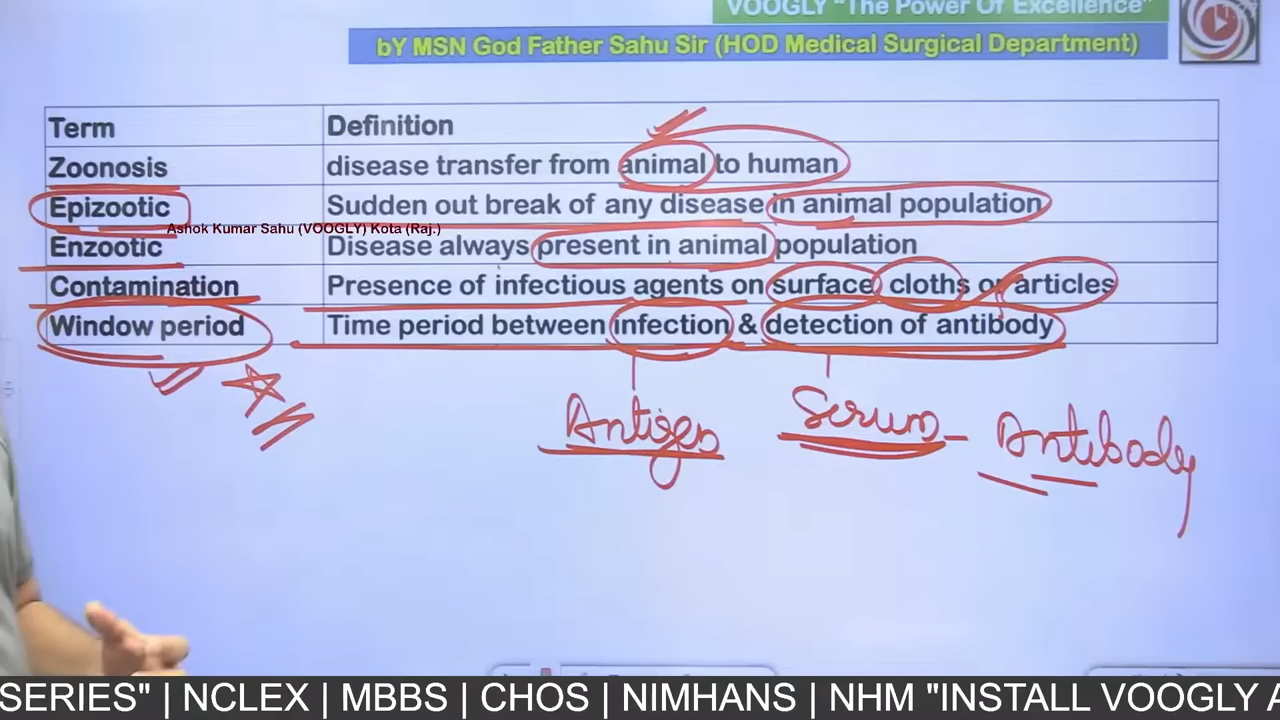 VOOGLY "The Power Of Excellence"
bY MSN God Father Sahu Sir (HOD Medical Surgical Department)
Term Definition
Zoonosis disease transfer from animal to human
Epizootic Sudden out break of any disease in animal population
Ashok Kumar Sahu (VOOGLY) Kota (Raj.)
Enzootic Disease always present in animal population
Contamination Presence of infectious agents on surface cloths or articles
Window period Time period between infection & detection of antibody
Antigen Serum - Antibody
SERIES" | NCLEX | MBBS | CHOS | NIMHANS | NHM "INSTALL VOOGLY A